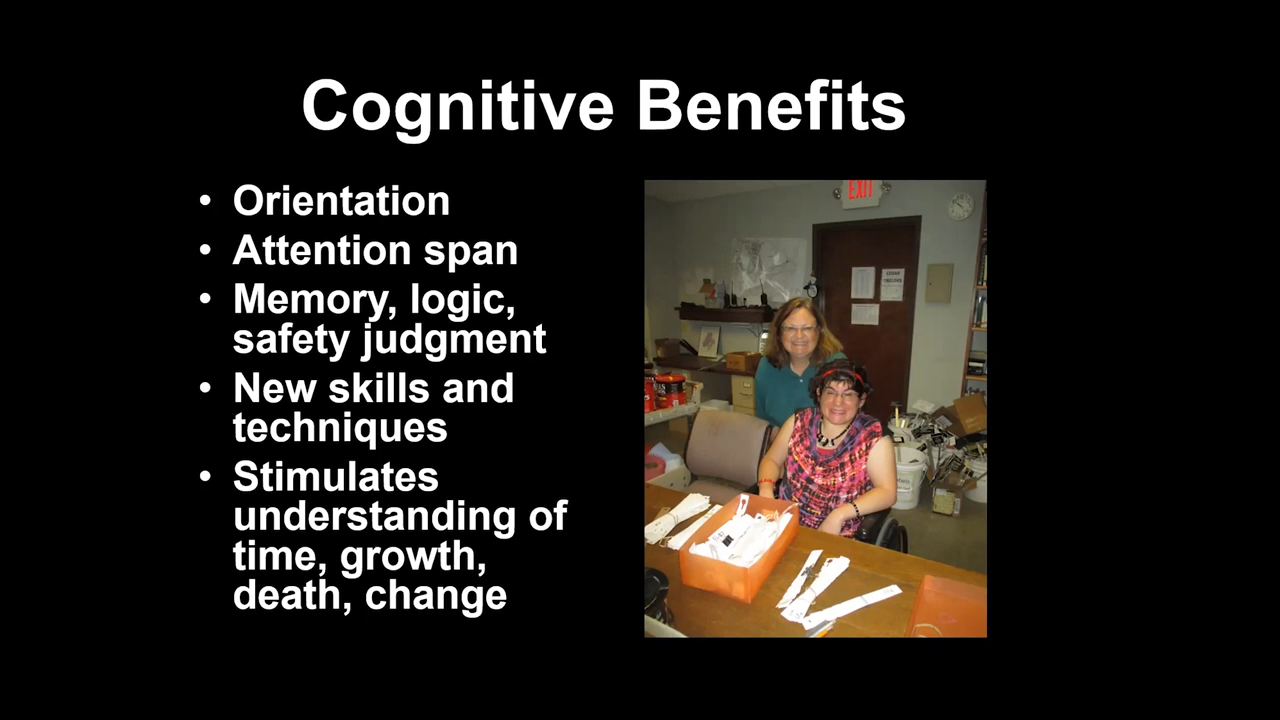 Cognitive Benefits
• Orientation
• Attention span
• Memory, logic,
safety judgment
• New skills and
techniques
• Stimulates
understanding of
time, growth,
death, change
EXIT